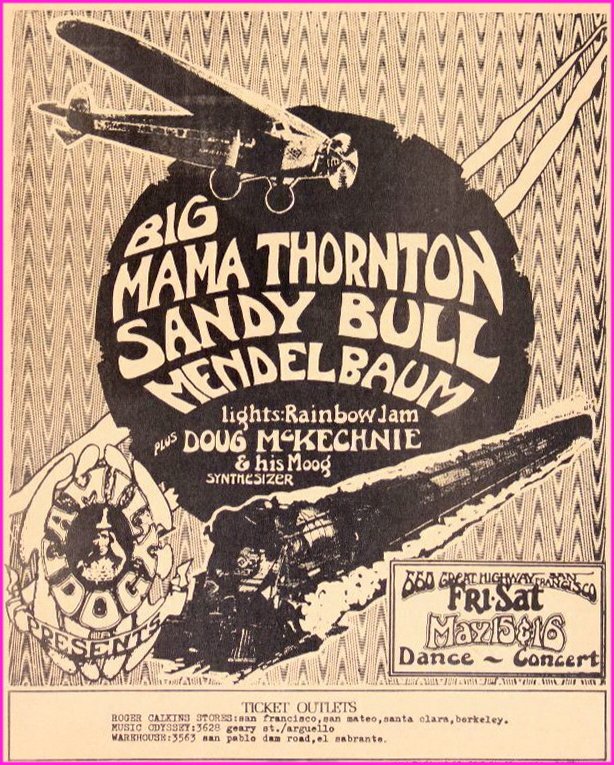 BIG
MAMA THORNTON
SANDY BULL
MENDELBAUM
lights:Rainbow Jam
PLUS DOUG McKECHNIE
& his Moog
SYNTHESIZER
FAMILY
DOG
PRESENTS
660 GREAT HIGHWAY SAN FRANCISCO
FRI·Sat
May 15 & 16
Dance ~ Concert
TICKET OUTLETS
ROGER CALKINS STORES:san francisco,san mateo,santa clara,berkeley.
MUSIC ODYSSEY:3628 geary st./arguello
WAREHOUSE:3563 san pablo dam road,el sabrante.